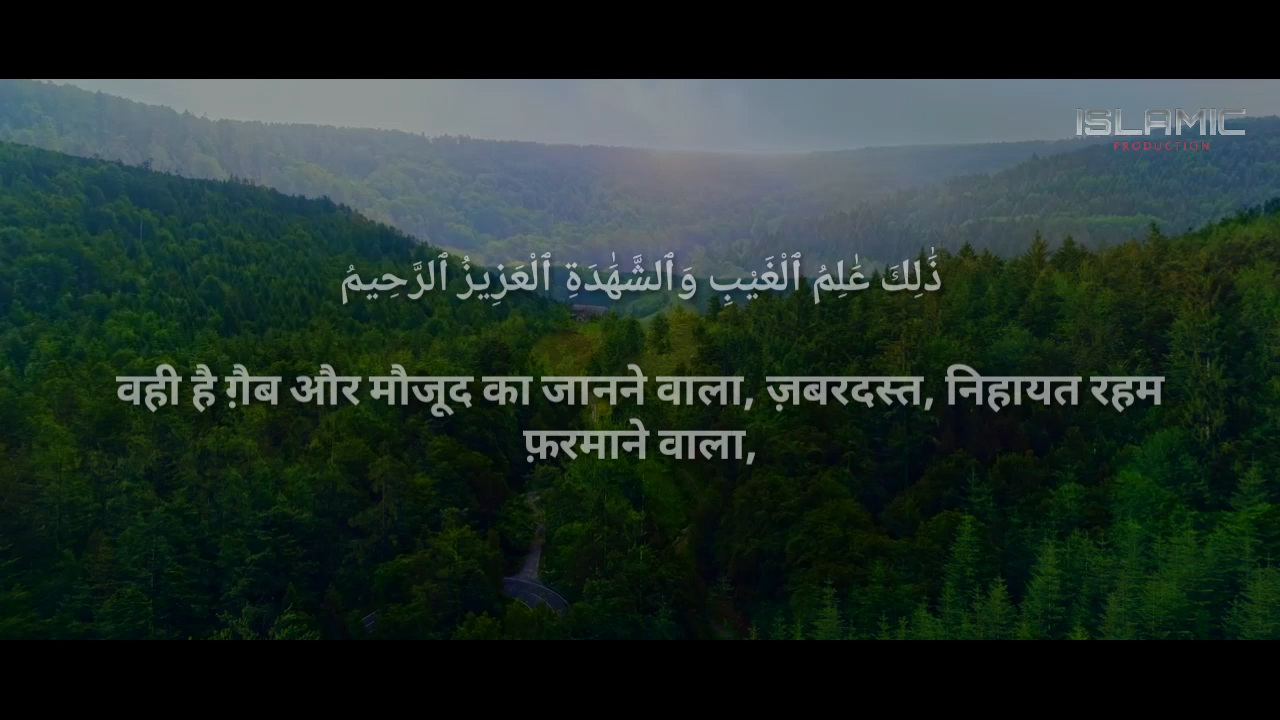 ISLAMIC
PRODUCTION
ذَٰلِكَ عَٰلِمُ ٱلْغَيْبِ وَٱلشَّهَٰدَةِ ٱلْعَزِيزُ ٱلرَّحِيمُ
वही है ग़ैब और मौजूद का जानने वाला, ज़बरदस्त, निहायत रहम
फ़रमाने वाला,